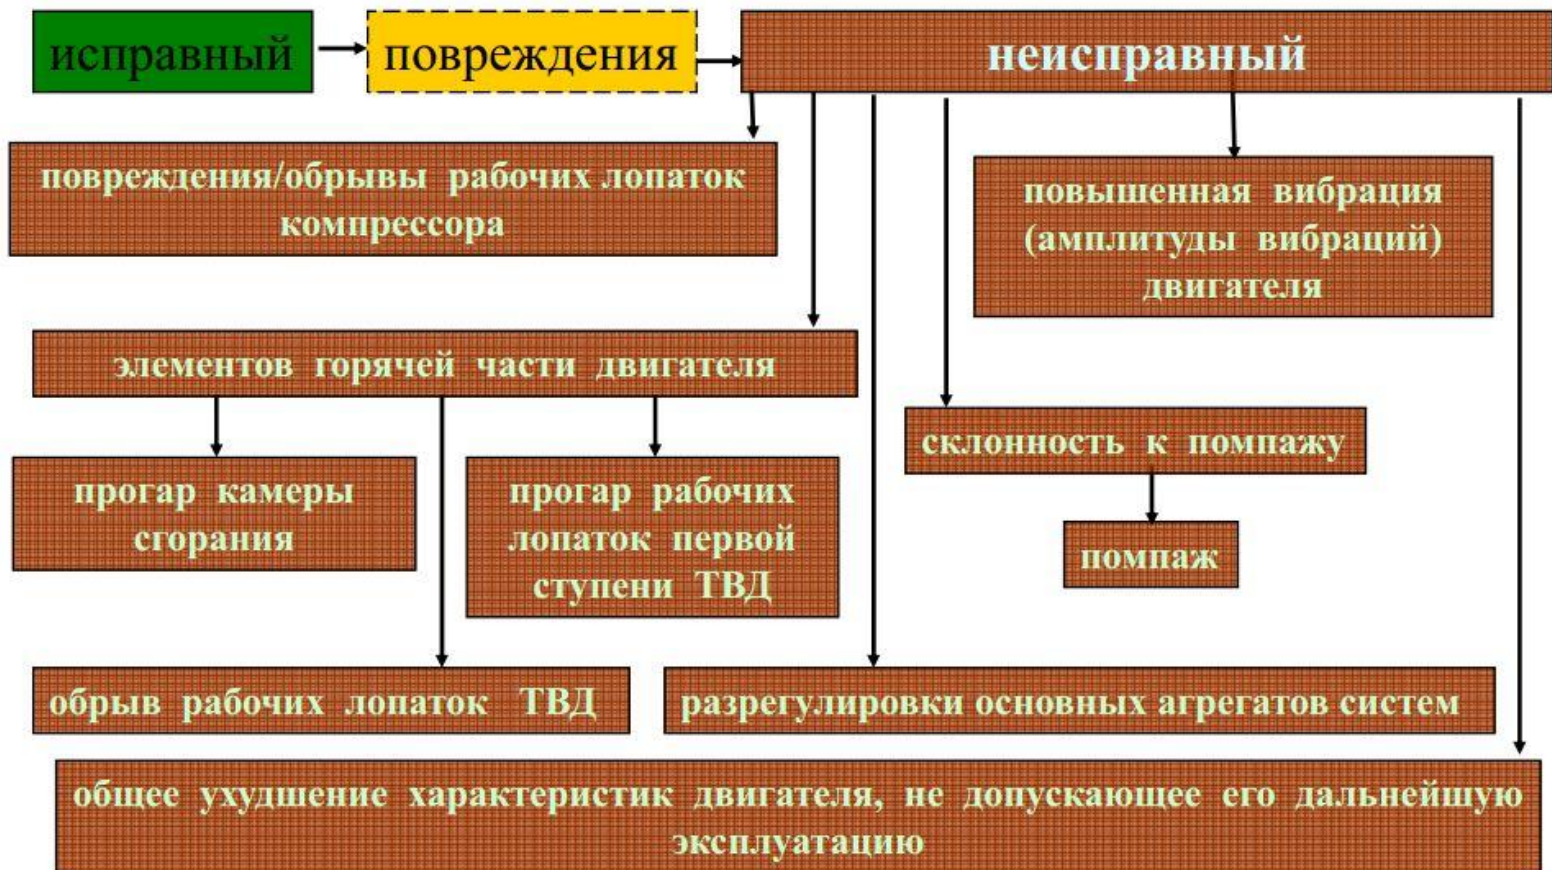 исправный
повреждения
неисправный
повреждения/обрывы рабочих лопаток
компрессора
повышенная вибрация
(амплитуды вибраций)
двигателя
элементов горячей части двигателя
склонность к помпажу
прогар камеры
сгорания
прогар рабочих
лопаток первой
ступени ТВД
помпаж
обрыв рабочих лопаток ТВД
разрегулировки основных агрегатов систем
общее ухудшение характеристик двигателя, не допускающее его дальнейшую
эксплуатацию